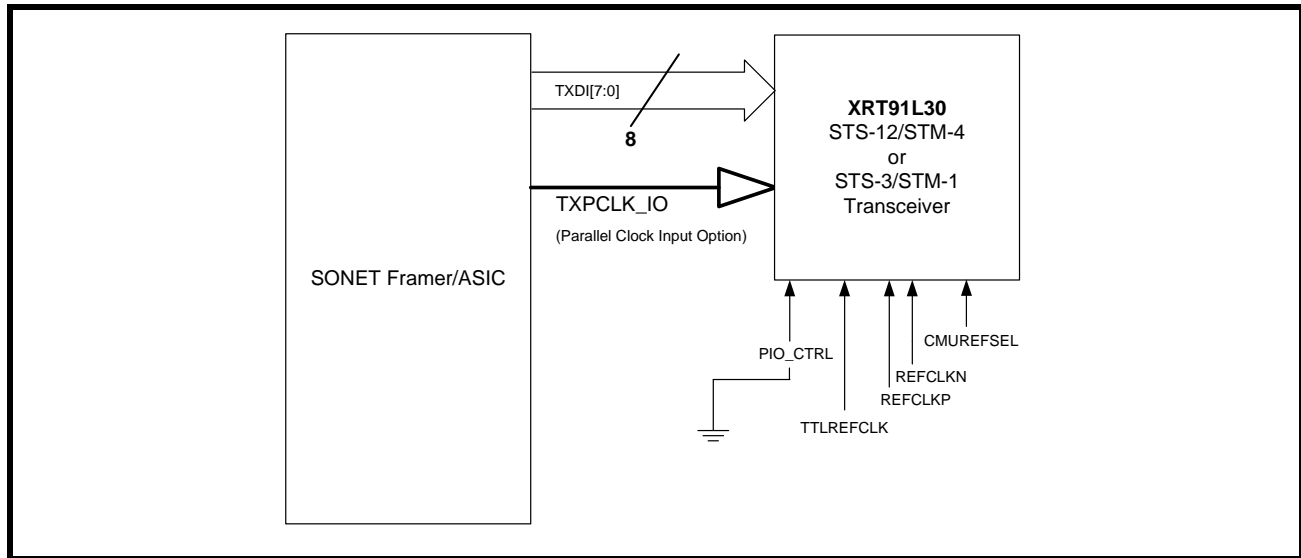 SONET Framer/ASIC
TXDI[7:0]
8
TXPCLK_IO
(Parallel Clock Input Option)
XRT91L30
STS-12/STM-4
or
STS-3/STM-1
Transceiver
PIO_CTRL
TTLREFCLK
REFCLKP
REFCLKN
CMUREFSEL